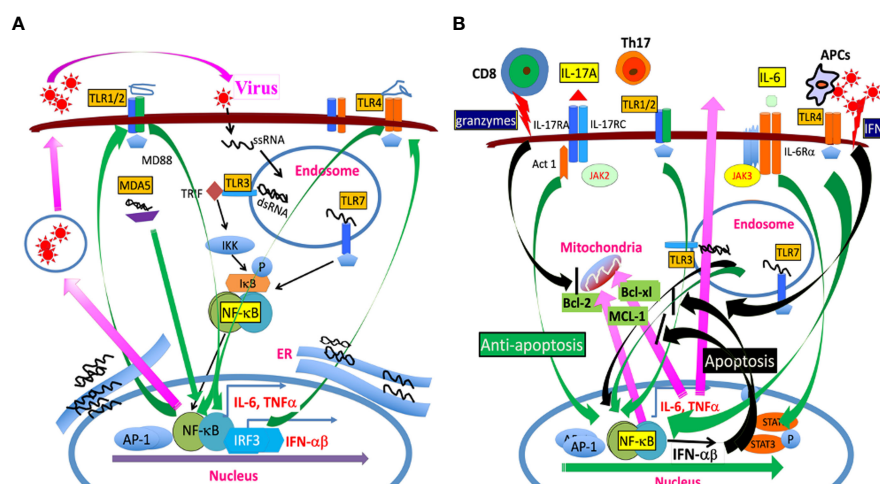 A
Virus
TLR1/2
TLR4
ssRNA
MD88
Endosome
MDA5
TRIF
TLR3
dsRNA
TLR7
IKK
P
IκB
NF-κB
ER
IL-6, TNFα
NF-κB
AP-1
IRF3
IFN-αβ
Nucleus
B
Th17
APCs
CD8
IL-17A
IL-6
TLR1/2
TLR4
granzymes
IL-17RA
IL-17RC
IFN
IL-6Rα
Act 1
JAK2
JAK3
Endosome
Mitochondria
TLR3
TLR7
Bcl-xl
Bcl-2
MCL-1
Anti-apoptosis
Apoptosis
IL-6, TNFα
STAT3
AP-1
NF-κB
IFN-αβ
STAT3
P
Nucleus